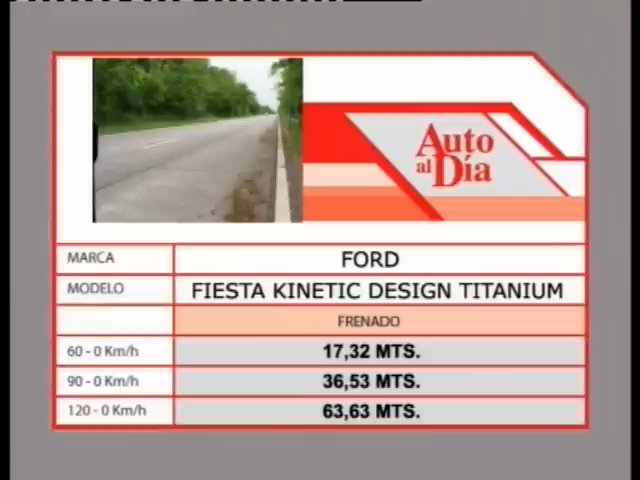 Auto
al Día
MARCA FORD
MODELO FIESTA KINETIC DESIGN TITANIUM
FRENADO
60 - 0 Km/h 17,32 MTS.
90 - 0 Km/h 36,53 MTS.
120 - 0 Km/h 63,63 MTS.